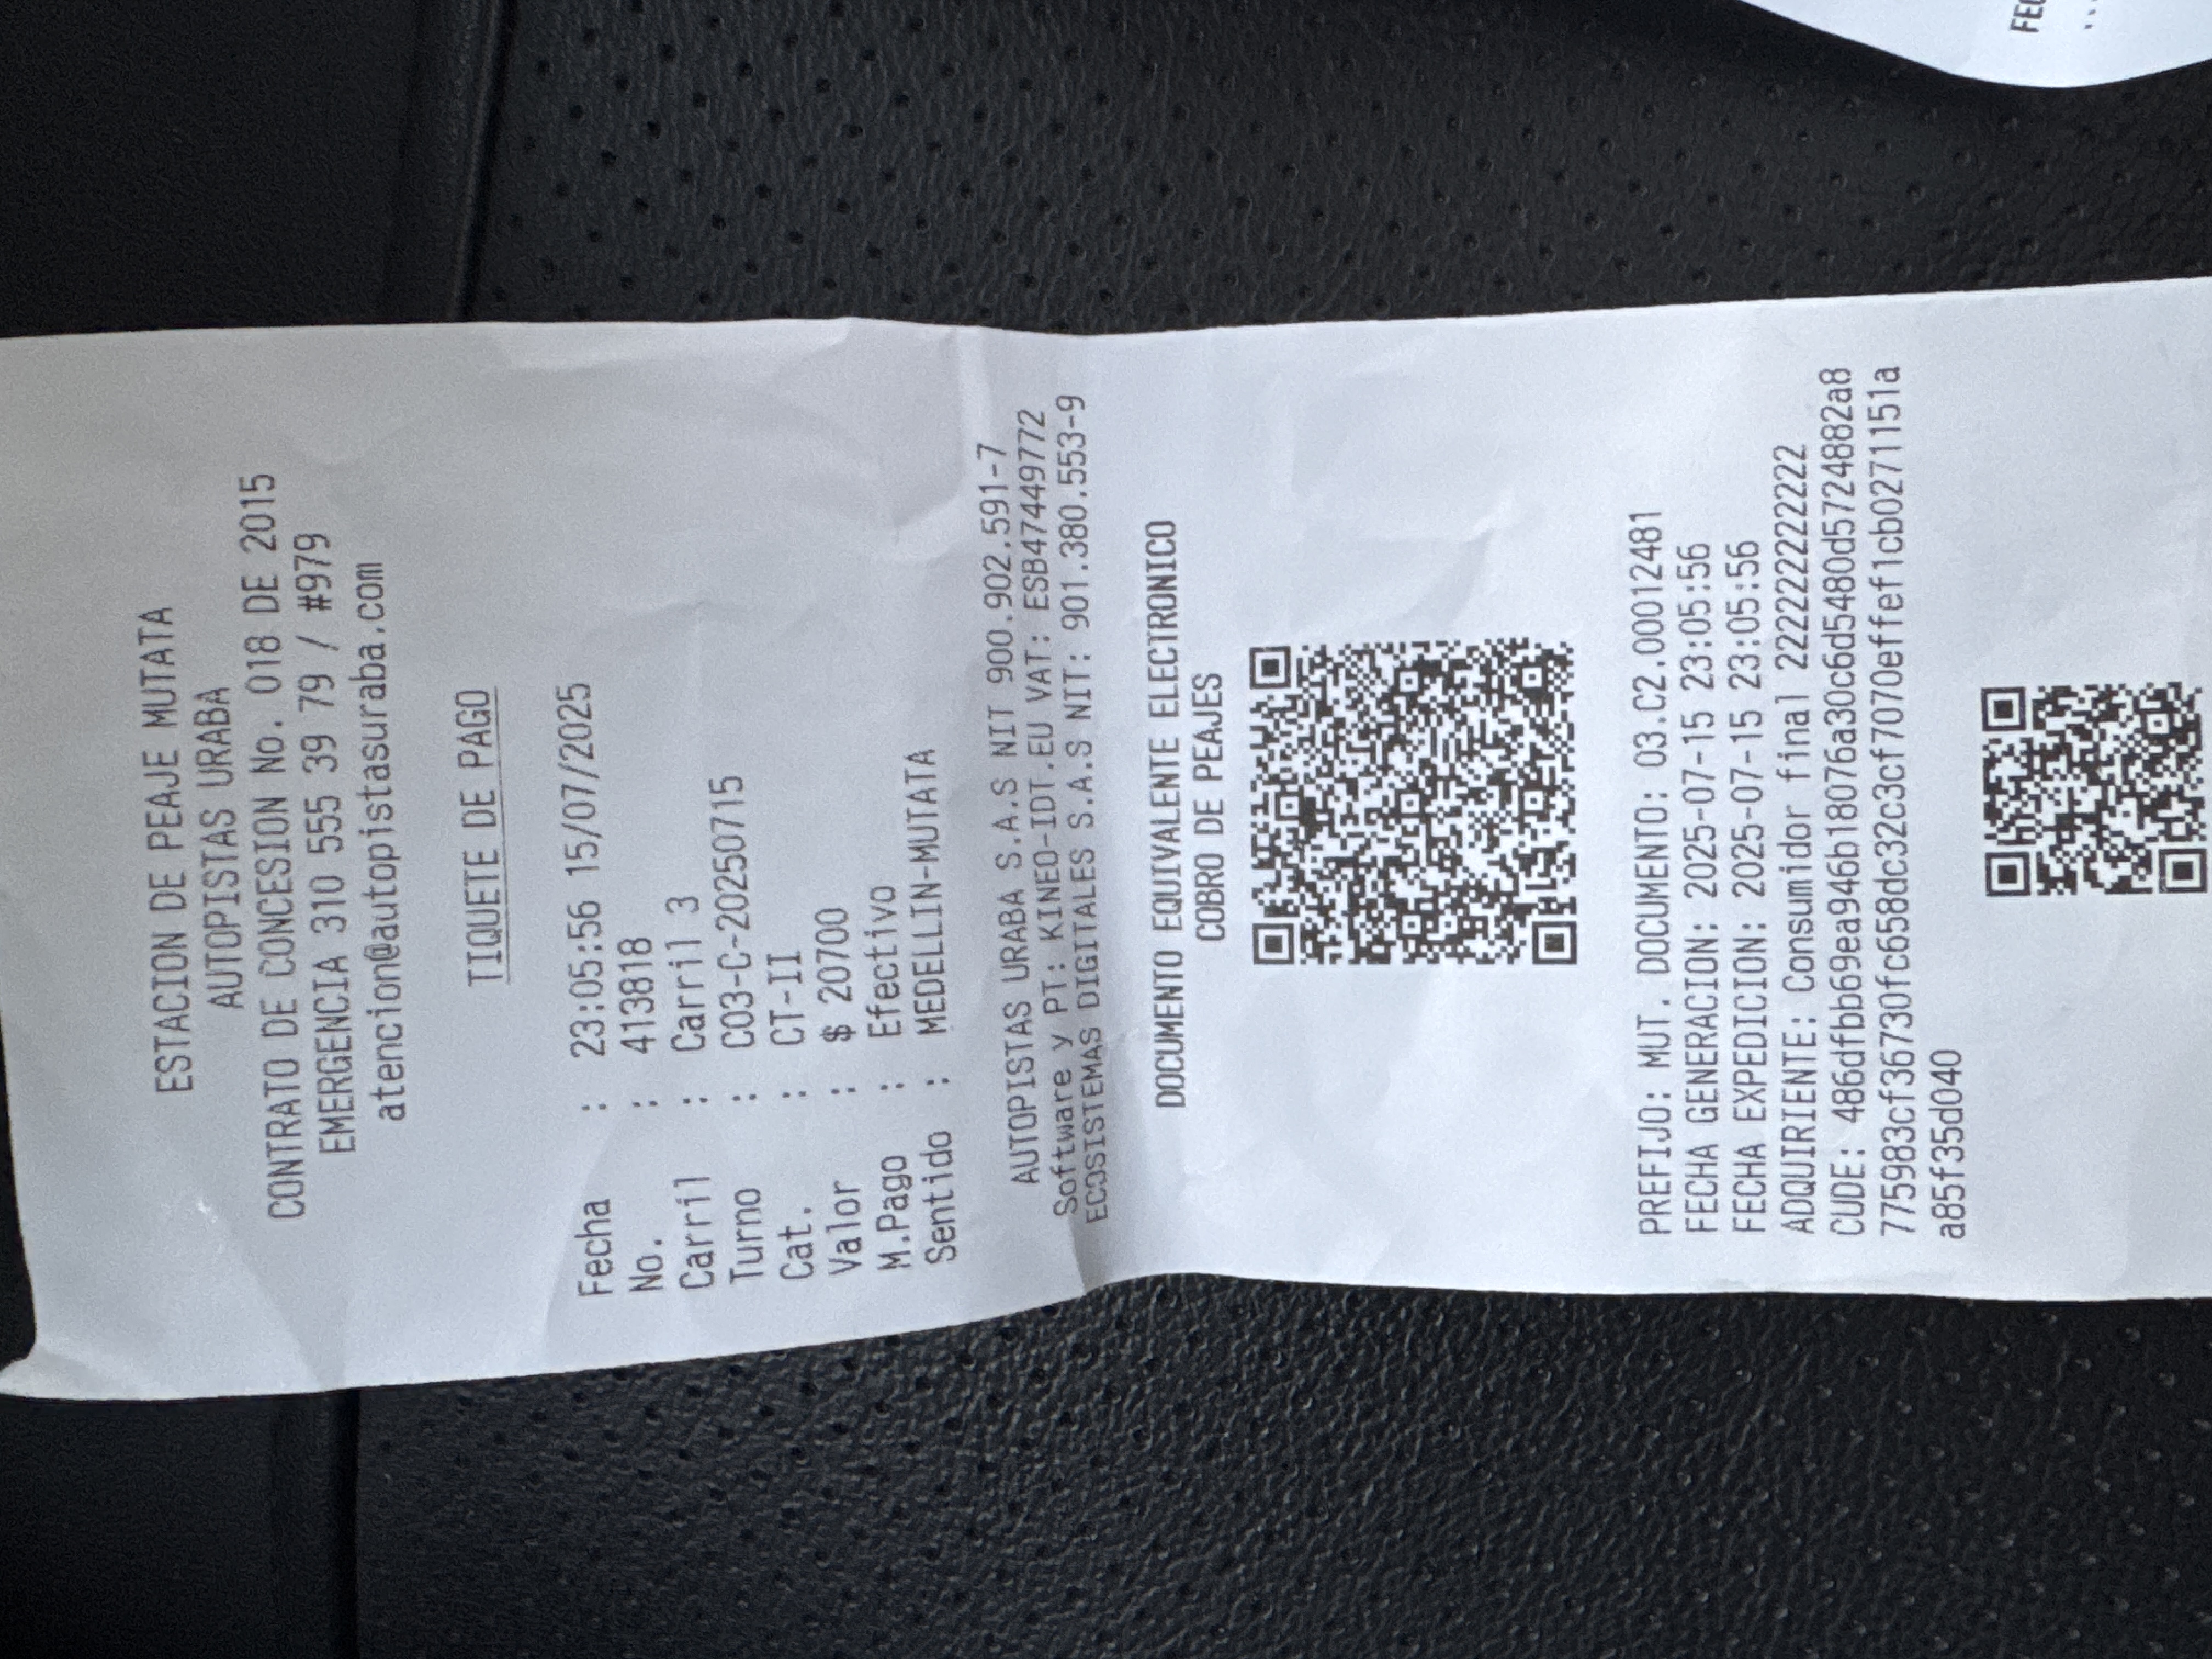 ESTACION DE PEAJE MUTATA
AUTOPISTAS URABA
CONTRATO DE CONCESION No. 018 DE 2015
EMERGENCIA 310 555 39 79 / #979
atencion@autopistasuraba.com
TIQUETE DE PAGO
Fecha : 23:05:56 15/07/2025
No. : 413818
Carril : Carril 3
Turno : C03-C-20250715
Cat. : CT-II
Valor : $ 20700
M.Pago : Efectivo
Sentido : MEDELLIN-MUTATA
AUTOPISTAS URABA S.A.S NIT 900.902.591-7
Software y PT: KINEO-IDT.EU VAT: ESB47449772
ECOSISTEMAS DIGITALES S.A.S NIT: 901.380.553-9
DOCUMENTO EQUIVALENTE ELECTRONICO
COBRO DE PEAJES
PREFIJO: MUT. DOCUMENTO: 03.C2.00012481
FECHA GENERACION: 2025-07-15 23:05:56
FECHA EXPEDICION: 2025-07-15 23:05:56
ADQUIRIENTE: Consumidor final 222222222222
CUDE: 486dfbb69ea946b18076a30c6d5480d5724882a8
775983cf36730fc658dc32c3cf7070effef1cb0271151a
a85f35d040